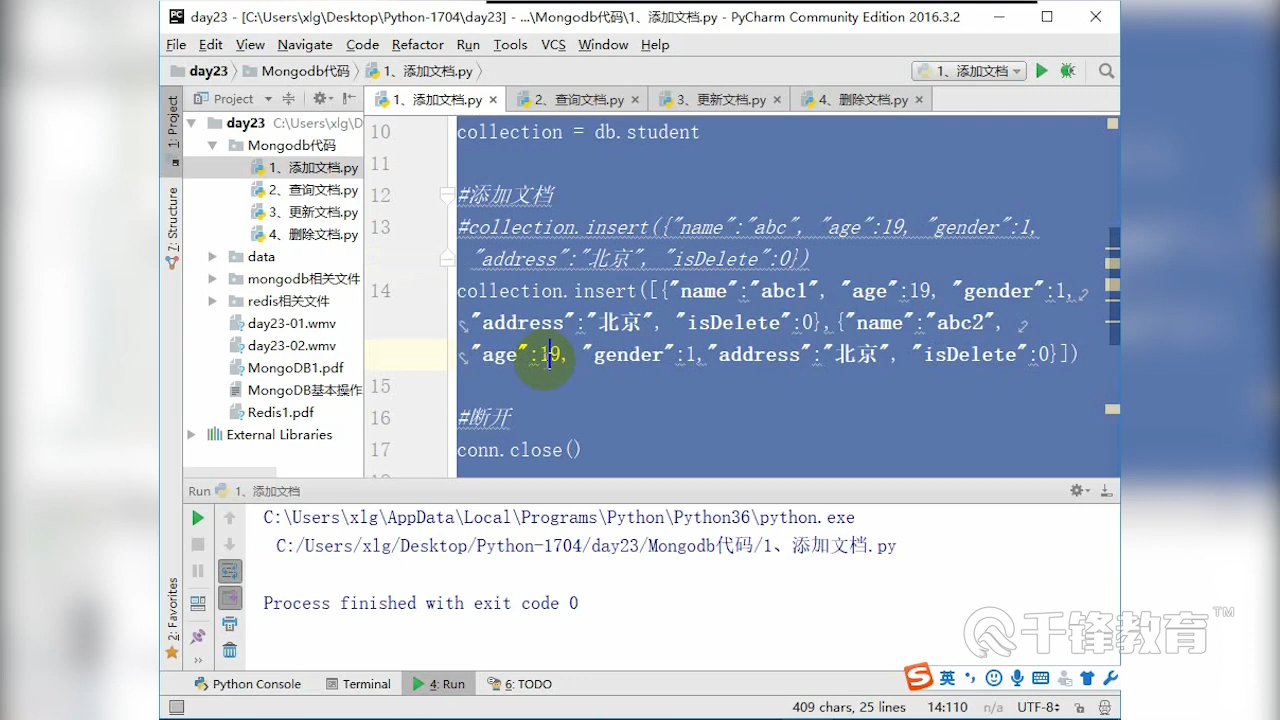 day23 - [C:\Users\xlg\Desktop\Python-1704\day23] - ...\Mongodb代码\1、添加文档.py - PyCharm Community Edition 2016.3.2
File Edit View Navigate Code Refactor Run Tools VCS Window Help
day23 Mongodb代码 1、添加文档.py 1、添加文档
Project 1、添加文档.py 2、查询文档.py 3、更新文档.py 4、删除文档.py
1: Project
7: Structure
2: Favorites
day23 C:\Users\xlg\D
Mongodb代码
1、添加文档.py
2、查询文档.py
3、更新文档.py
4、删除文档.py
data
mongodb相关文件
redis相关文件
day23-01.wmv
day23-02.wmv
MongoDB1.pdf
MongoDB基本操作
Redis1.pdf
External Libraries
10 collection = db.student
11
12 #添加文档
13 #collection.insert({"name":"abc", "age":19, "gender":1,
"address":"北京", "isDelete":0})
14 collection.insert([{"name":"abc1", "age":19, "gender":1,
"address":"北京", "isDelete":0},{"name":"abc2",
"age":19, "gender":1,"address":"北京", "isDelete":0}])
15
16 #断开
17 conn.close()
Run 1、添加文档
C:\Users\xlg\AppData\Local\Programs\Python\Python36\python.exe
C:/Users/xlg/Desktop/Python-1704/day23/Mongodb代码/1、添加文档.py
Process finished with exit code 0
千锋教育™
Python Console Terminal 4: Run 6: TODO
英
409 chars, 25 lines 14:110 n/a UTF-8